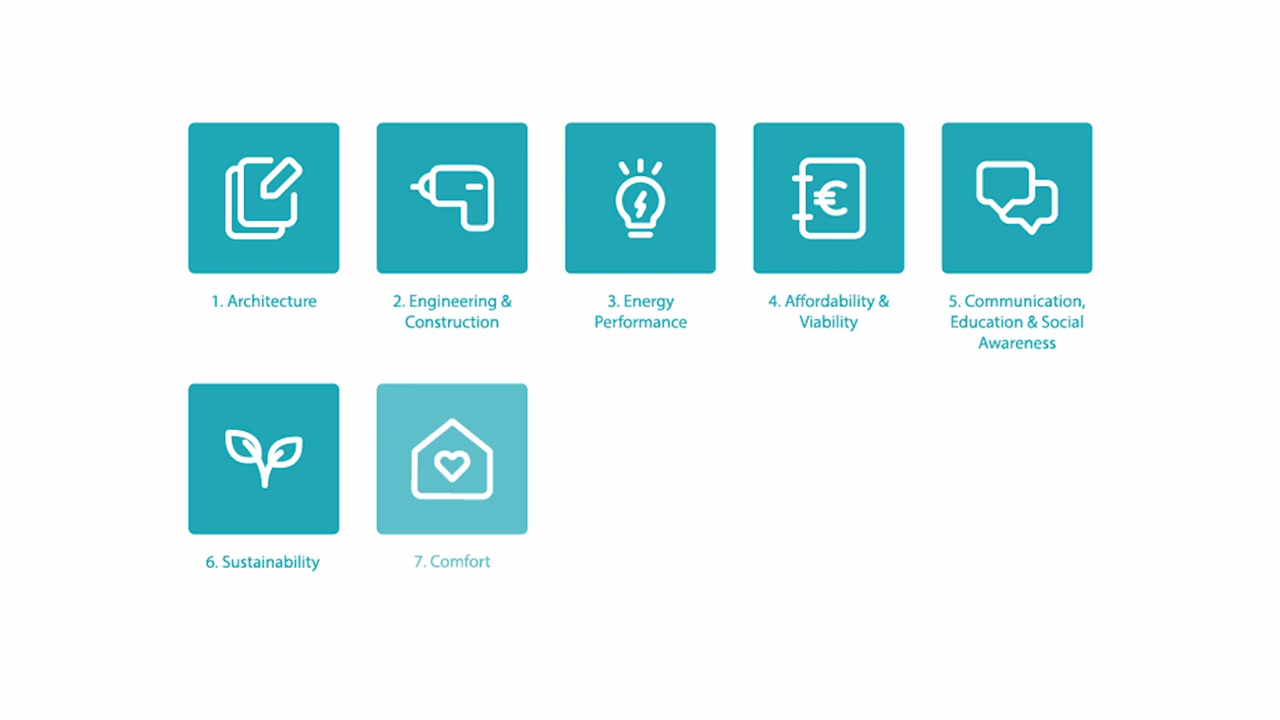 1. Architecture
2. Engineering &
Construction
3. Energy
Performance
4. Affordability &
Viability
5. Communication,
Education & Social
Awareness
6. Sustainability
7. Comfort